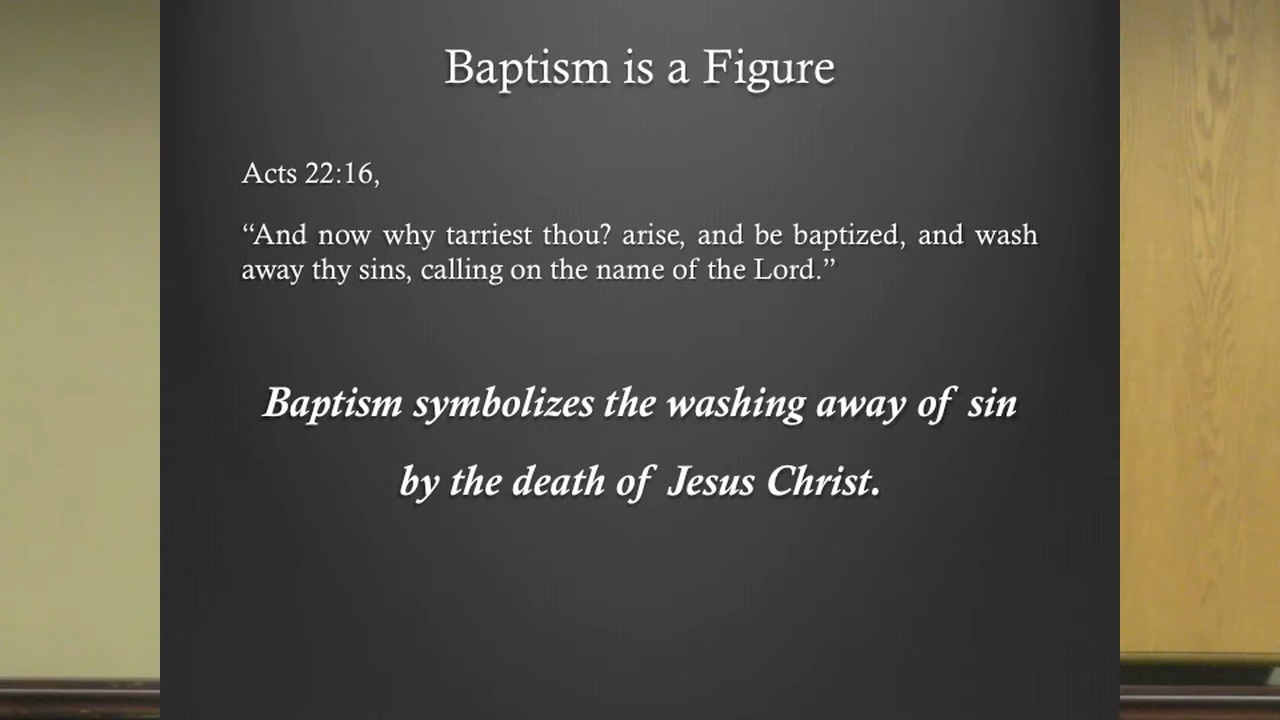 Baptism is a Figure
Acts 22:16,
“And now why tarriest thou? arise, and be baptized, and wash
away thy sins, calling on the name of the Lord.”
Baptism symbolizes the washing away of sin
by the death of Jesus Christ.